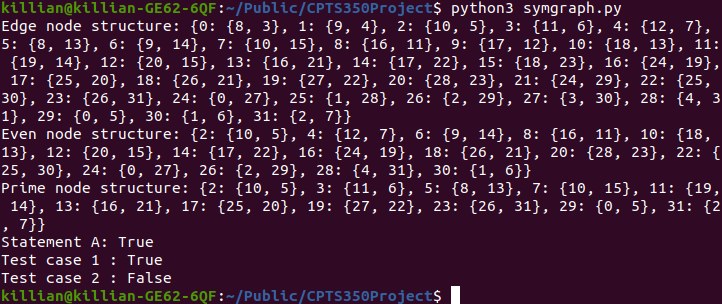 killian@killian-GE62-6QF:~/Public/CPTS350Project$ python3 symgraph.py
Edge node structure: {0: {8, 3}, 1: {9, 4}, 2: {10, 5}, 3: {11, 6}, 4: {12, 7},
5: {8, 13}, 6: {9, 14}, 7: {10, 15}, 8: {16, 11}, 9: {17, 12}, 10: {18, 13}, 11:
{19, 14}, 12: {20, 15}, 13: {16, 21}, 14: {17, 22}, 15: {18, 23}, 16: {24, 19},
17: {25, 20}, 18: {26, 21}, 19: {27, 22}, 20: {28, 23}, 21: {24, 29}, 22: {25,
30}, 23: {26, 31}, 24: {0, 27}, 25: {1, 28}, 26: {2, 29}, 27: {3, 30}, 28: {4, 3
1}, 29: {0, 5}, 30: {1, 6}, 31: {2, 7}}
Even node structure: {2: {10, 5}, 4: {12, 7}, 6: {9, 14}, 8: {16, 11}, 10: {18,
13}, 12: {20, 15}, 14: {17, 22}, 16: {24, 19}, 18: {26, 21}, 20: {28, 23}, 22: {
25, 30}, 24: {0, 27}, 26: {2, 29}, 28: {4, 31}, 30: {1, 6}}
Prime node structure: {2: {10, 5}, 3: {11, 6}, 5: {8, 13}, 7: {10, 15}, 11: {19,
14}, 13: {16, 21}, 17: {25, 20}, 19: {27, 22}, 23: {26, 31}, 29: {0, 5}, 31: {2
, 7}}
Statement A: True
Test case 1 : True
Test case 2 : False
killian@killian-GE62-6QF:~/Public/CPTS350Project$